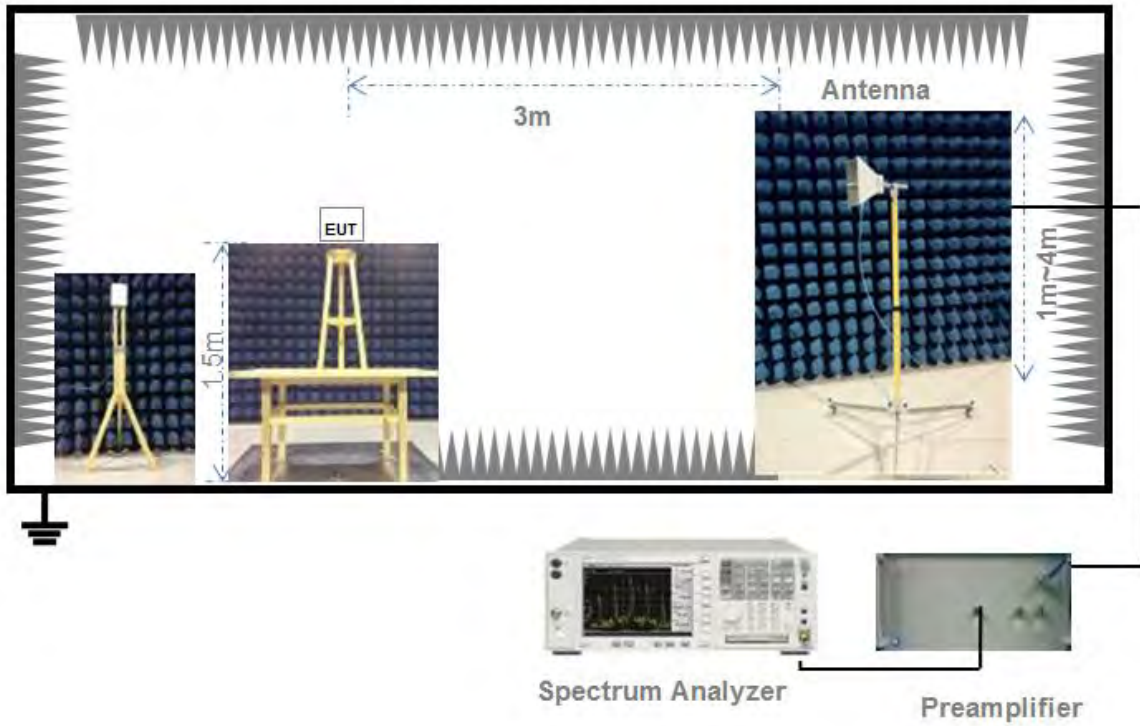 Antenna
3m
EUT
1.5m
1m~4m
Spectrum Analyzer
Preamplifier